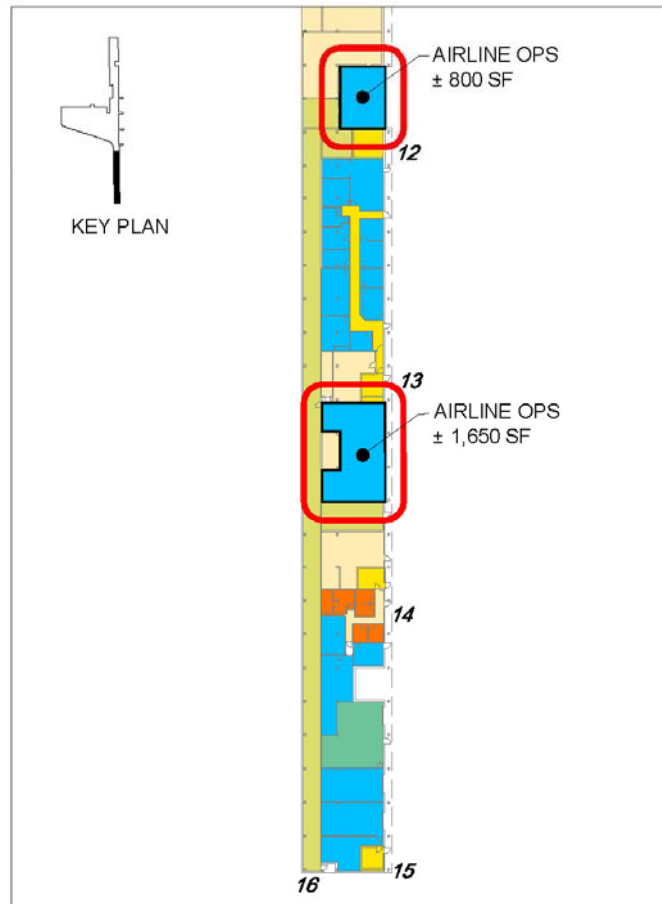 AIRLINE OPS
± 800 SF
12
KEY PLAN
13
AIRLINE OPS
± 1,650 SF
14
15
16